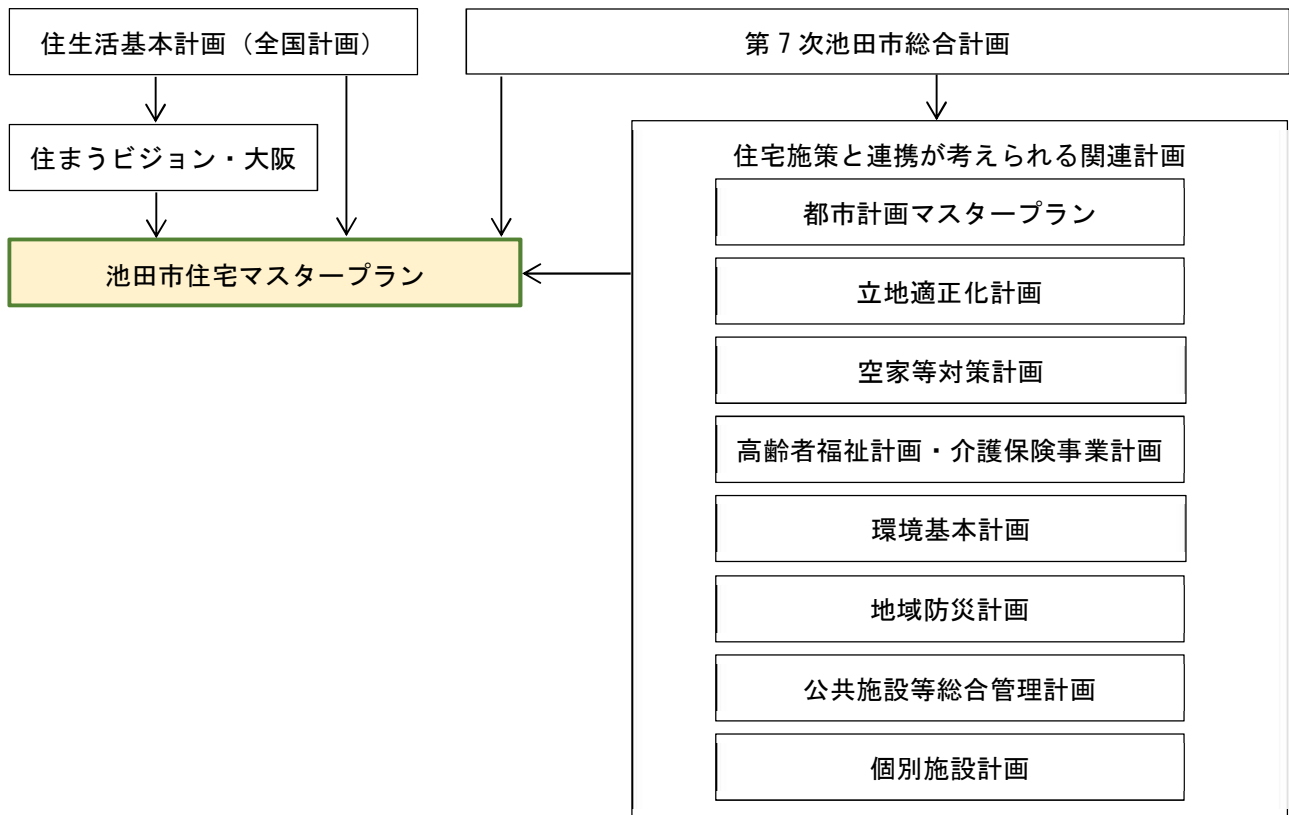 住生活基本計画（全国計画）
第7次池田市総合計画
住まうビジョン・大阪
池田市住宅マスタープラン
住宅施策と連携が考えられる関連計画
都市計画マスタープラン
立地適正化計画
空家等対策計画
高齢者福祉計画・介護保険事業計画
環境基本計画
地域防災計画
公共施設等総合管理計画
個別施設計画